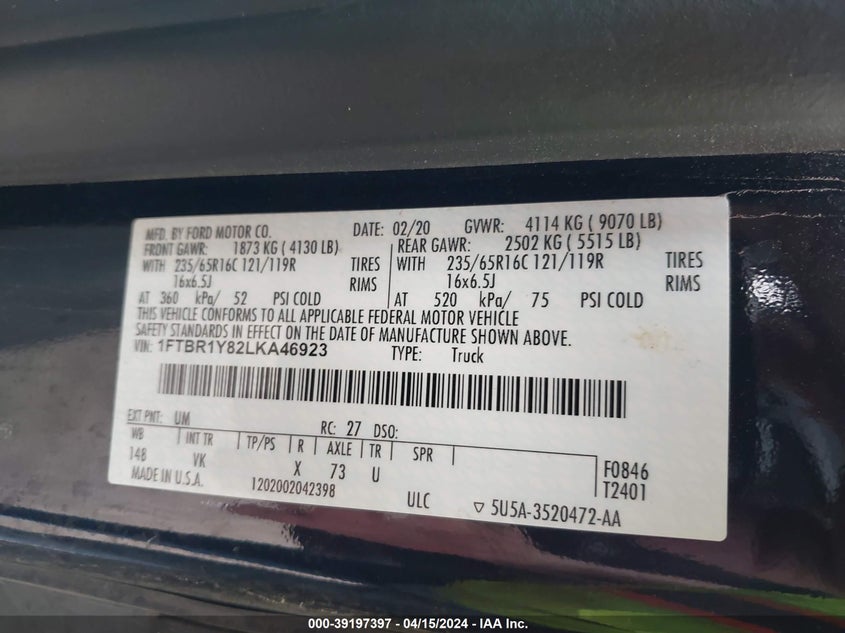 MFD. BY FORD MOTOR CO. DATE: 02/20 GVWR: 4114 KG ( 9070 LB)
FRONT GAWR: 1873 KG ( 4130 LB) REAR GAWR: 2502 KG ( 5515 LB)
WITH 235/65R16C 121/119R TIRES WITH 235/65R16C 121/119R TIRES
16x6.5J RIMS 16x6.5J RIMS
AT 360 kPa/ 52 PSI COLD AT 520 kPa/ 75 PSI COLD
THIS VEHICLE CONFORMS TO ALL APPLICABLE FEDERAL MOTOR VEHICLE
SAFETY STANDARDS IN EFFECT ON THE DATE OF MANUFACTURE SHOWN ABOVE.
VIN: 1FTBR1Y82LKA46923 TYPE: Truck
EXT PNT: UM RC: 27 DSO:
WB INT TR TP/PS R AXLE TR SPR
148 VK X 73 U F0846
MADE IN U.S.A. 1202002042398 T2401
ULC ▽ 5U5A-3520472-AA
000-39197397 - 04/15/2024 - IAA Inc.